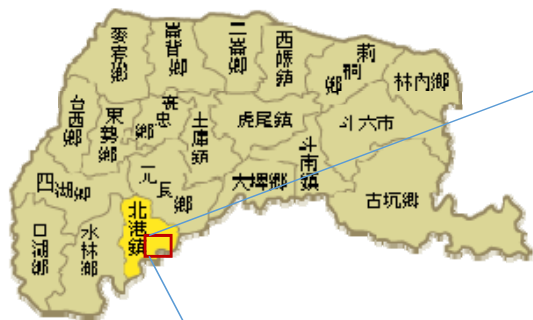 麥寮鄉
崙背鄉
二崙鄉
西螺鎮
莿桐鄉
林內鄉
台西鄉
東勢鄉
褒忠鄉
土庫鎮
虎尾鎮
斗南鎮
斗六市
四湖鄉
元長鄉
大埤鄉
古坑鄉
口湖鄉
水林鄉
北港鎮